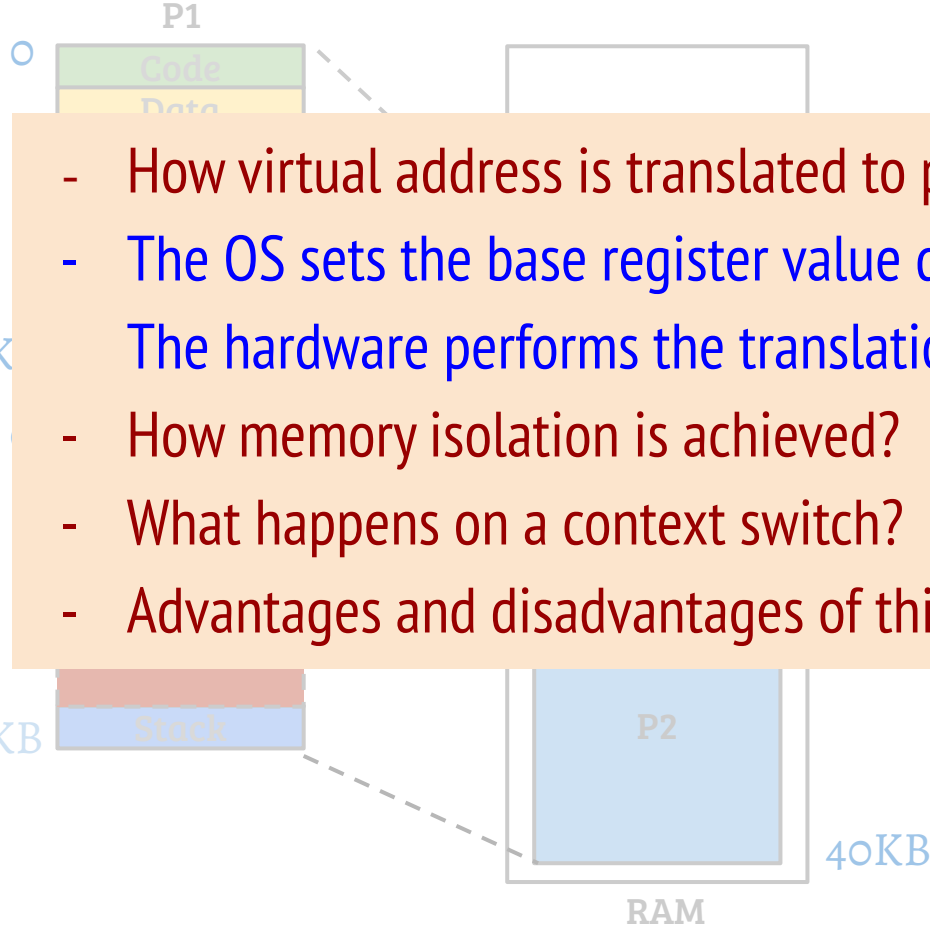 P1
0
Code
Data
- How virtual address is translated to
- The OS sets the base register value
The hardware performs the
- How memory isolation is achieved?
- What happens on a context switch?
- Advantages and disadvantages of
Stack
KB
P2
40KB
RAM